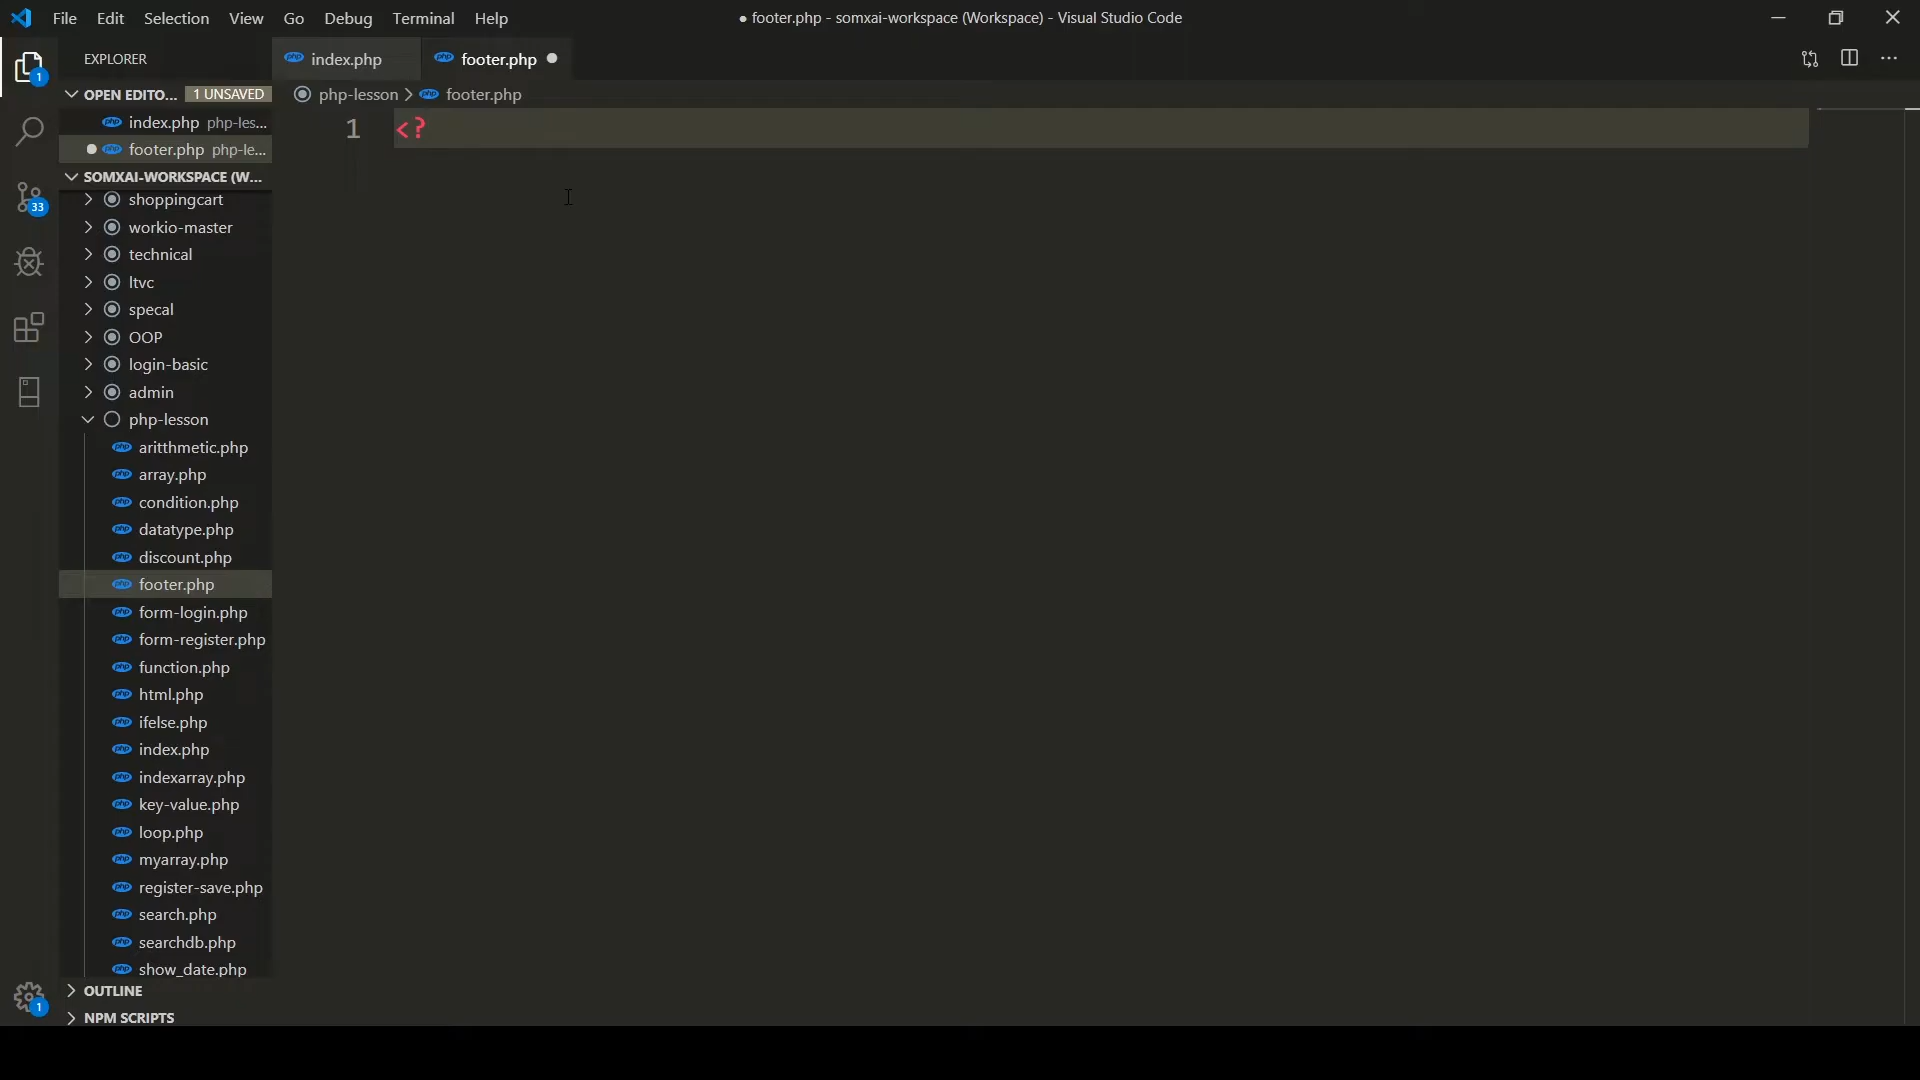 File Edit Selection View Go Debug Terminal Help
● footer.php - somxai-workspace (Workspace) - Visual Studio Code
EXPLORER
index.php
footer.php
OPEN EDITO... 1 UNSAVED
php-lesson > footer.php
index.php php-les...
footer.php php-le...
1 <?
SOMXAI-WORKSPACE (W...
shoppingcart
workio-master
technical
ltvc
specal
OOP
login-basic
admin
php-lesson
aritthmetic.php
array.php
condition.php
datatype.php
discount.php
footer.php
form-login.php
form-register.php
function.php
html.php
ifelse.php
index.php
indexarray.php
key-value.php
loop.php
myarray.php
register-save.php
search.php
searchdb.php
show_date.php
OUTLINE
NPM SCRIPTS
1
33
1